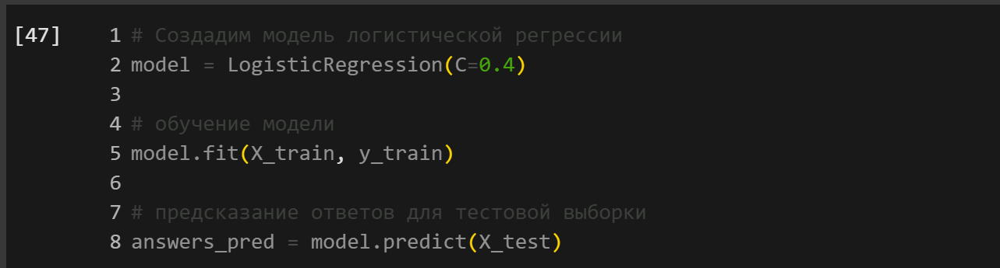 [47] 1 # Создадим модель логистической регрессии
2 model = LogisticRegression(C=0.4)
3
4 # обучение модели
5 model.fit(X_train, y_train)
6
7 # предсказание ответов для тестовой выборки
8 answers_pred = model.predict(X_test)